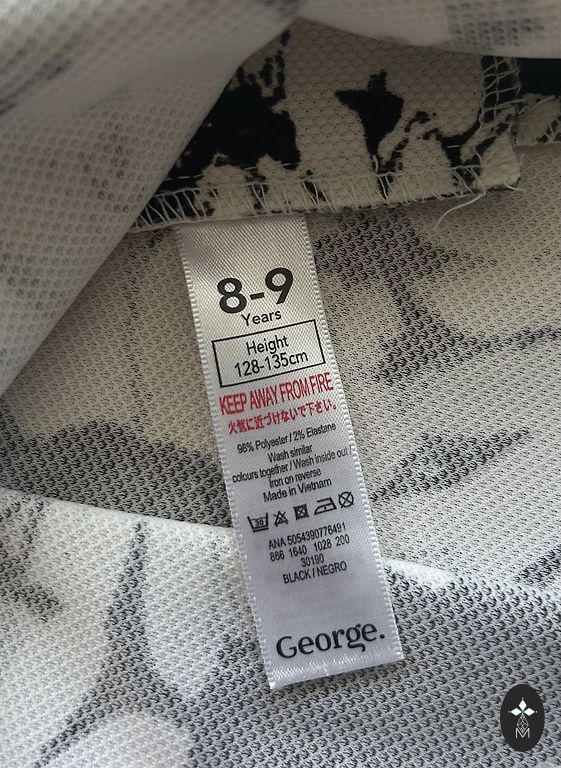 8-9
Years
Height
128-135cm
KEEP AWAY FROM FIRE
火気に近づけないで下さい。
98% Polyester / 2% Elastane
Wash similar
colours together / Wash inside out /
Iron on reverse
Made in Vietnam
30
ANA 5054390776491
886 1640 1028 200
30190
BLACK / NEGRO
George.
M